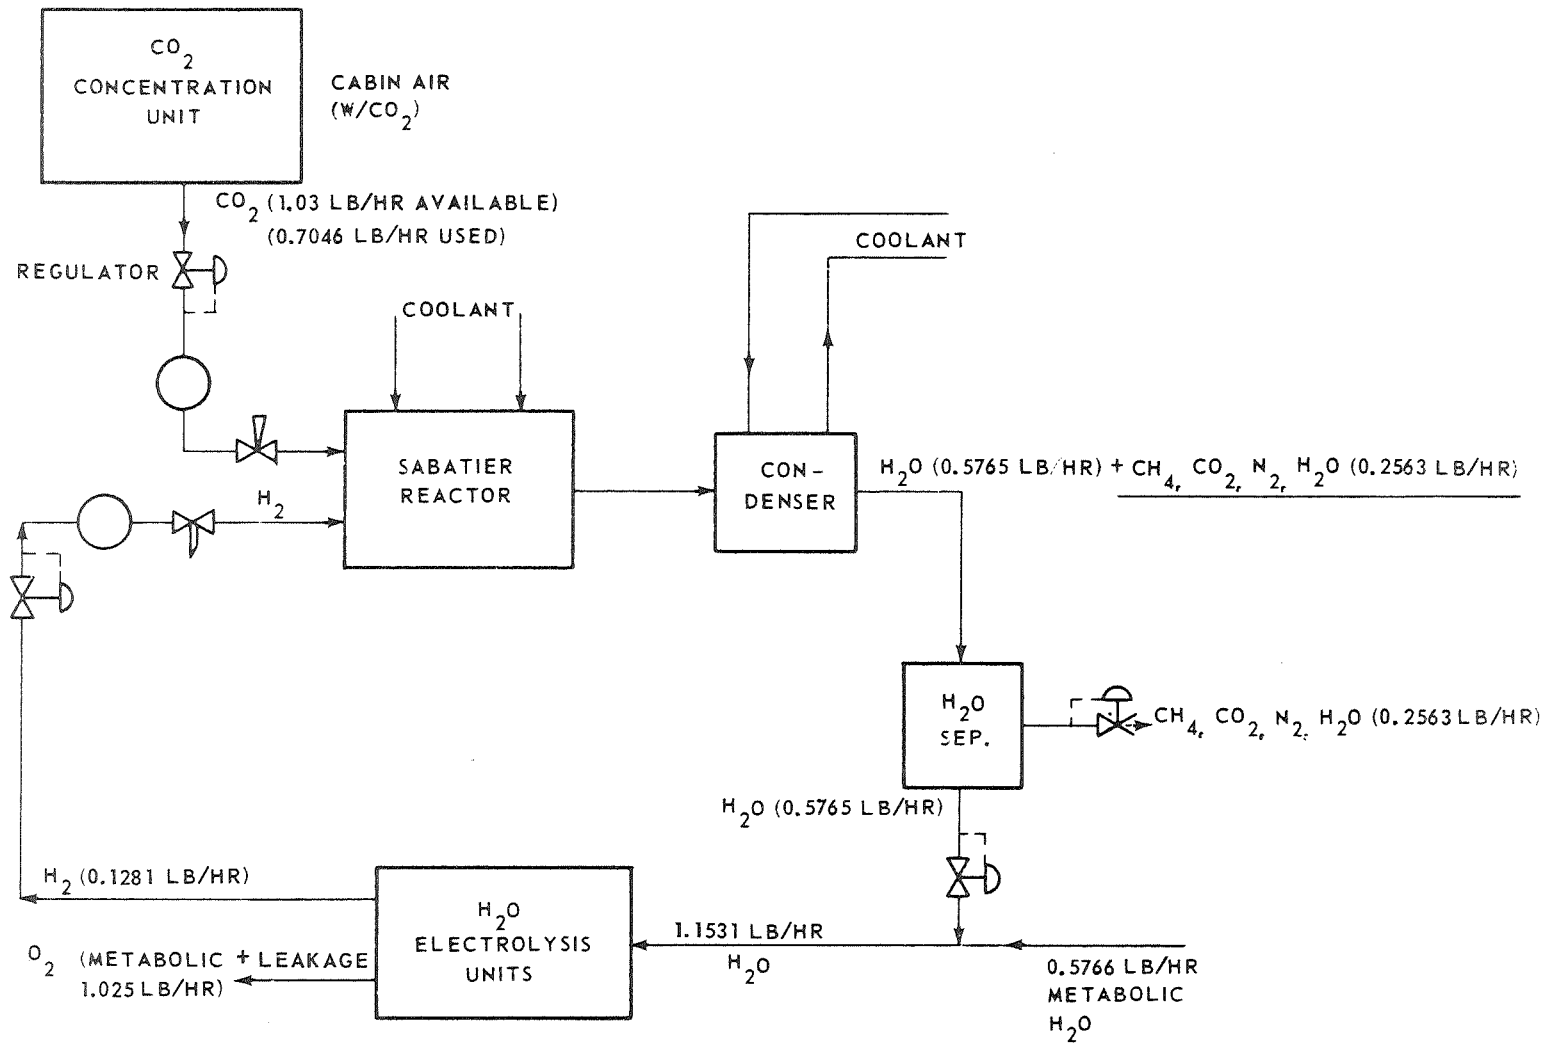 CO2
CONCENTRATION
UNIT
CABIN AIR
(W/CO2)
CO2 (1.03 LB/HR AVAILABLE)
(0.7046 LB/HR USED)
REGULATOR
COOLANT
COOLANT
SABATIER
REACTOR
H2
CON-
DENSER
H2O (0.5765 LB/HR) + CH4, CO2, N2, H2O (0.2563 LB/HR)
H2O
SEP.
CH4, CO2, N2, H2O (0.2563 LB/HR)
H2O (0.5765 LB/HR)
H2 (0.1281 LB/HR)
H2O
ELECTROLYSIS
UNITS
O2 (METABOLIC + LEAKAGE
1.025 LB/HR)
1.1531 LB/HR
H2O
0.5766 LB/HR
METABOLIC
H2O